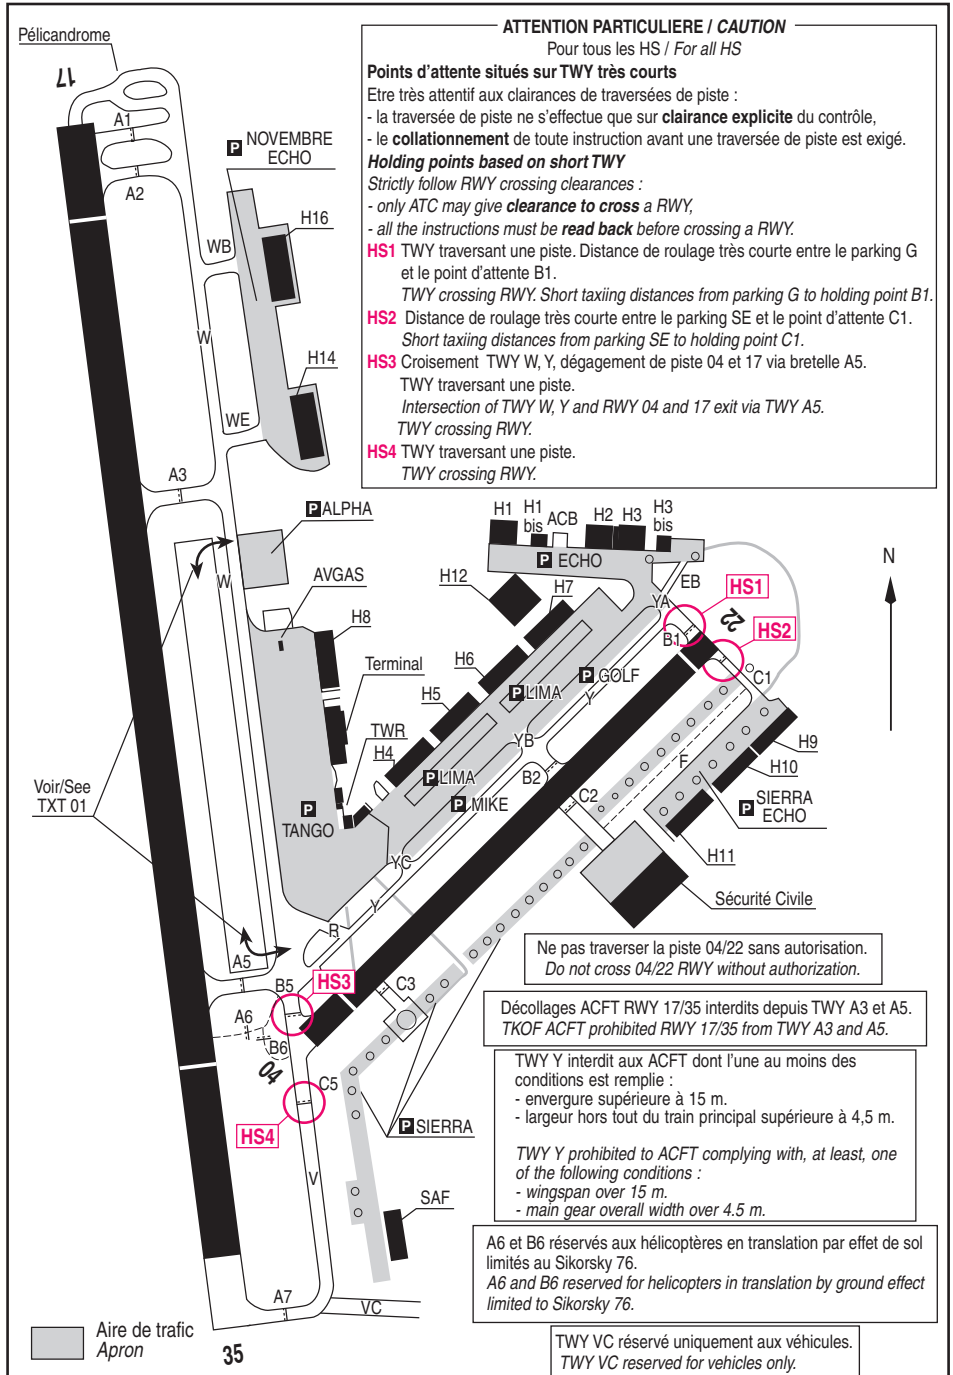 Pélicandrome
17
ATTENTION PARTICULIERE / CAUTION
Pour tous les HS / For all HS
Points d'attente situés sur TWY très courts
Etre très attentif aux clairances de traversées de piste :
- la traversée de piste ne s'effectue que sur clairance explicite du contrôle,
- le collationnement de toute instruction avant une traversée de piste est exigé.
Holding points based on short TWY
Strictly follow RWY crossing clearances :
- only ATC may give clearance to cross a RWY,
- all the instructions must be read back before crossing a RWY.
HS1 TWY traversant une piste. Distance de roulage très courte entre le parking G
et le point d'attente B1.
TWY crossing RWY. Short taxiing distances from parking G to holding point B1.
HS2 Distance de roulage très courte entre le parking SE et le point d'attente C1.
Short taxiing distances from parking SE to holding point C1.
HS3 Croisement TWY W, Y, dégagement de piste 04 et 17 via bretelle A5.
TWY traversant une piste.
Intersection of TWY W, Y and RWY 04 and 17 exit via TWY A5.
TWY crossing RWY.
HS4 TWY traversant une piste.
TWY crossing RWY.
A1
A2
P NOVEMBRE
ECHO
H16
WB
W
H14
WE
A3
P ALPHA
W
AVGAS
H8
Terminal
TWR
H4
H5
H6
H7
H12
H1
H1
bis
ACB
H2
H3
H3
bis
P ECHO
EB
YA
HS1
22
HS2
B1
C1
N
P GOLF
P LIMA
Y
YB
B2
P LIMA
P MIKE
C2
F
H9
H10
P SIERRA
ECHO
H11
Sécurité Civile
Voir/See
TXT 01
P
TANGO
YC
Y
R
A5
B5
HS3
A6
B6
04
C3
C5
HS4
P SIERRA
V
SAF
A7
VC
35
Ne pas traverser la piste 04/22 sans autorisation.
Do not cross 04/22 RWY without authorization.
Décollages ACFT RWY 17/35 interdits depuis TWY A3 et A5.
TKOF ACFT prohibited RWY 17/35 from TWY A3 and A5.
TWY Y interdit aux ACFT dont l'une au moins des
conditions est remplie :
- envergure supérieure à 15 m.
- largeur hors tout du train principal supérieure à 4,5 m.
TWY Y prohibited to ACFT complying with, at least, one
of the following conditions :
- wingspan over 15 m.
- main gear overall width over 4.5 m.
A6 et B6 réservés aux hélicoptères en translation par effet de sol
limités au Sikorsky 76.
A6 and B6 reserved for helicopters in translation by ground effect
limited to Sikorsky 76.
TWY VC réservé uniquement aux véhicules.
TWY VC reserved for vehicles only.
Aire de trafic
Apron